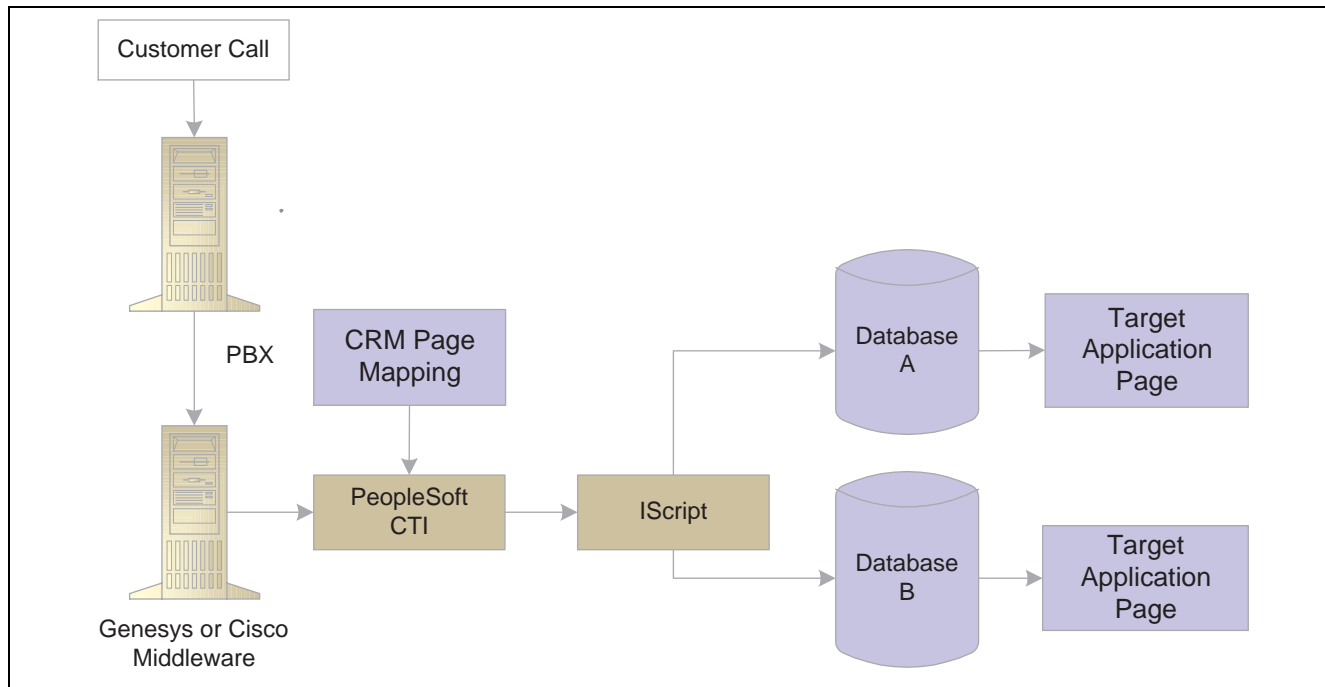 Customer Call
PBX
CRM Page
Mapping
Genesys or Cisco
Middleware
PeopleSoft
CTI
IScript
Database
A
Target
Application
Page
Database
B
Target
Application
Page